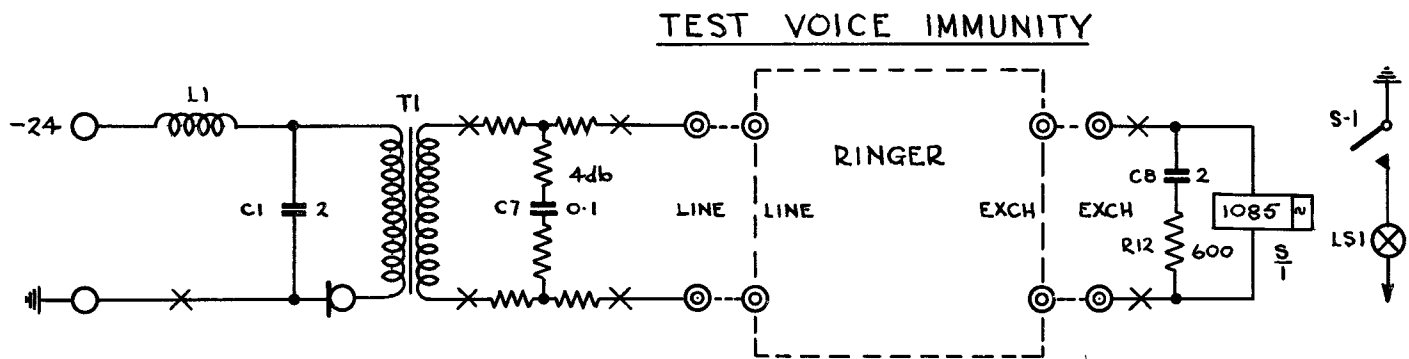 TEST VOICE IMMUNITY
-24
L1
T1
C1
2
4db
C7
0·1
LINE
LINE
RINGER
EXCH
EXCH
C8
2
R12
600
1085
~
S
1
S-1
LS1